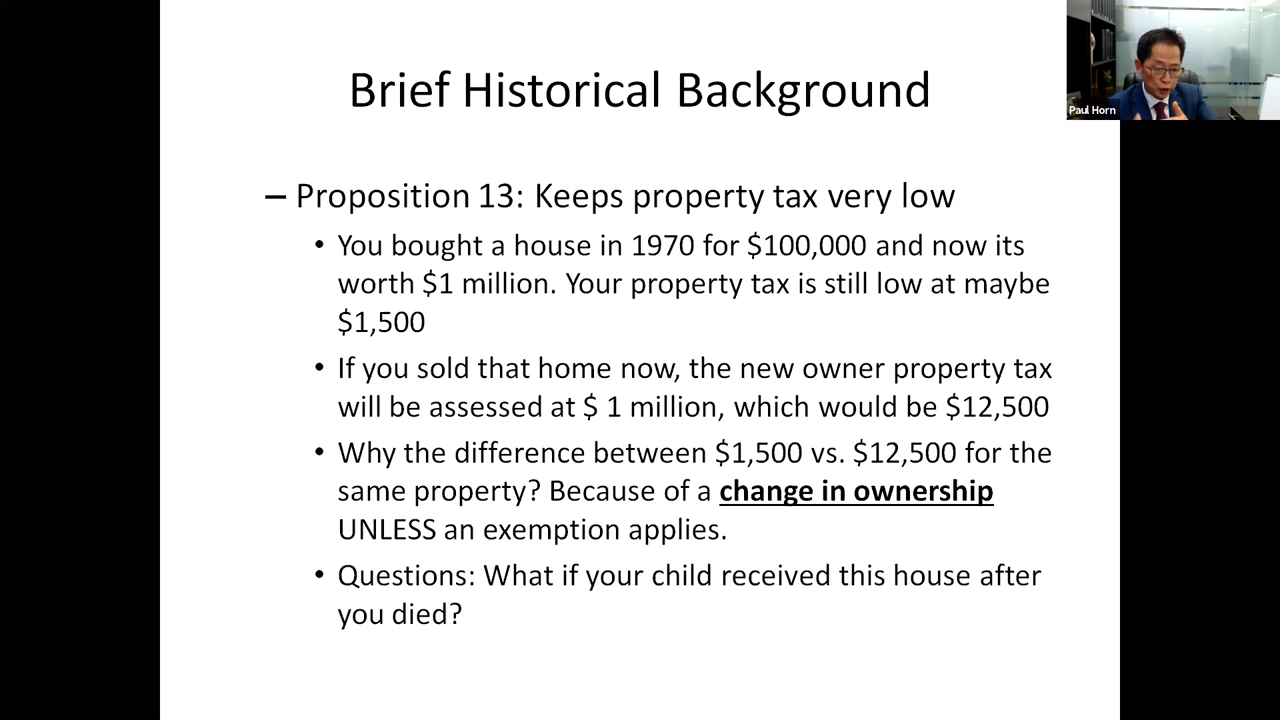 Brief Historical Background
Paul Horn
– Proposition 13: Keeps property tax very low
• You bought a house in 1970 for $100,000 and now its
worth $1 million. Your property tax is still low at maybe
$1,500
• If you sold that home now, the new owner property tax
will be assessed at $ 1 million, which would be $12,500
• Why the difference between $1,500 vs. $12,500 for the
same property? Because of a change in ownership
UNLESS an exemption applies.
• Questions: What if your child received this house after
you died?